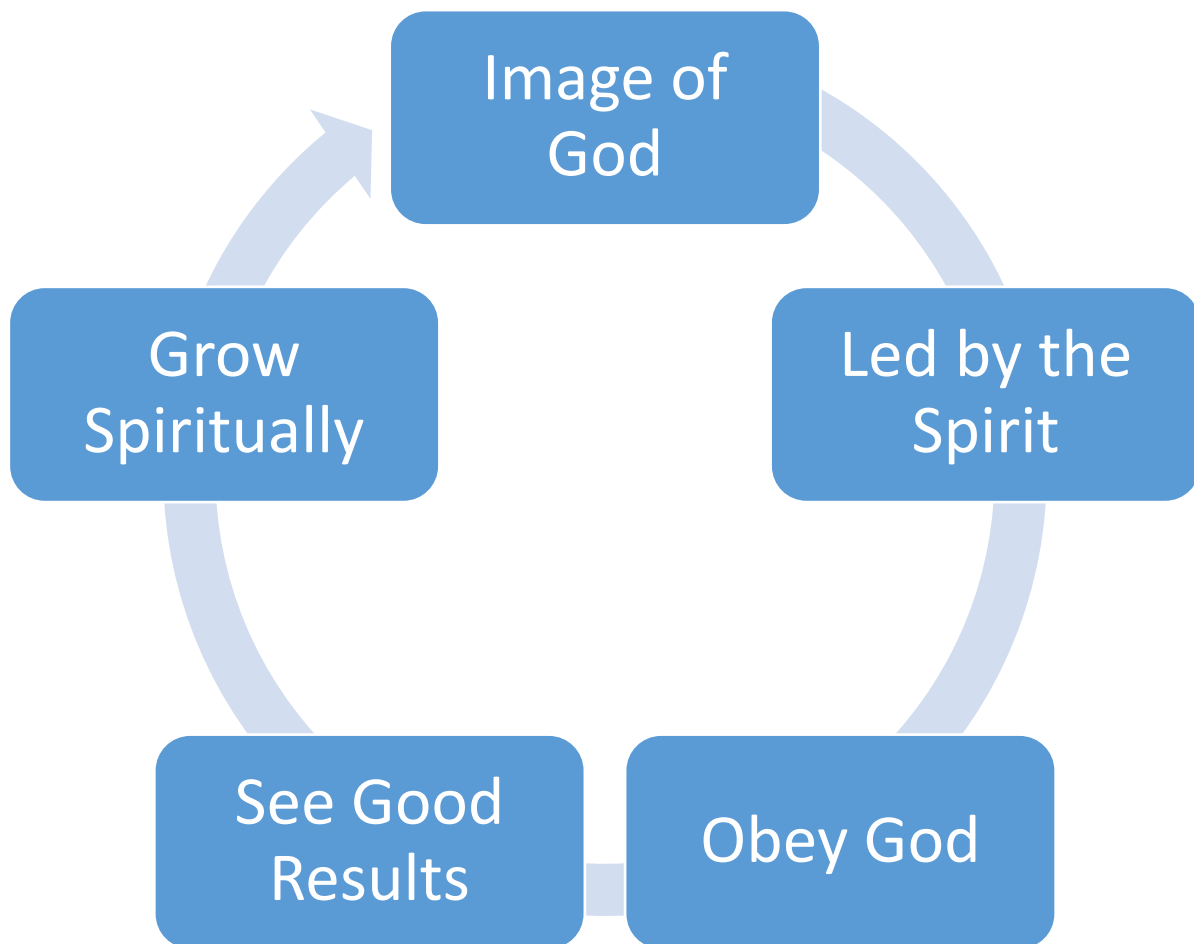 Image of
God
Led by the
Spirit
Obey God
See Good
Results
Grow
Spiritually